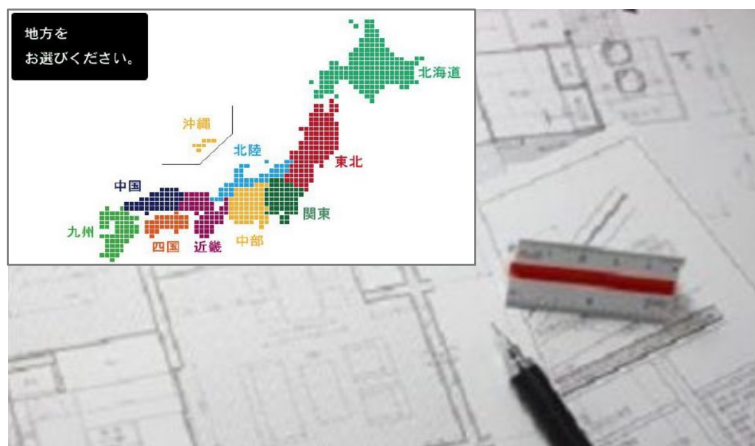 地方を
お選びください。
北海道
沖縄
北陸
東北
中国
関東
九州
四国
近畿
中部